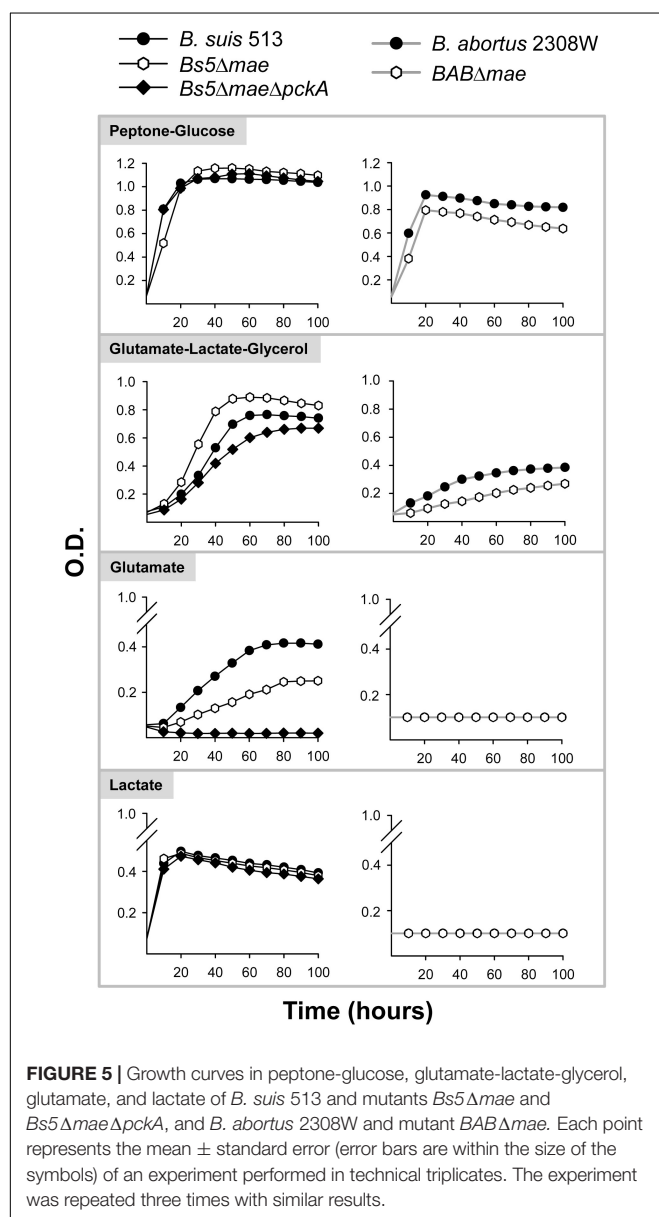 B. suis 513
Bs5Δmae
Bs5ΔmaeΔpckA
B. abortus 2308W
BABΔmae
O.D.
Peptone-Glucose
1.2
1.0
0.8
0.6
0.4
0.2
20 40 60 80 100
1.2
1.0
0.8
0.6
0.4
0.2
20 40 60 80 100
Glutamate-Lactate-Glycerol
1.0
0.8
0.6
0.4
0.2
20 40 60 80 100
1.0
0.8
0.6
0.4
0.2
20 40 60 80 100
Glutamate
1.0
0.4
0.2
20 40 60 80 100
1.0
0.4
0.2
20 40 60 80 100
Lactate
1.0
0.4
0.2
20 40 60 80 100
1.0
0.4
0.2
20 40 60 80 100
Time (hours)
FIGURE 5 | Growth curves in peptone-glucose, glutamate-lactate-glycerol,
glutamate, and lactate of B. suis 513 and mutants Bs5Δmae and
Bs5ΔmaeΔpckA, and B. abortus 2308W and mutant BABΔmae. Each point
represents the mean ± standard error (error bars are within the size of the
symbols) of an experiment performed in technical triplicates. The experiment
was repeated three times with similar results.